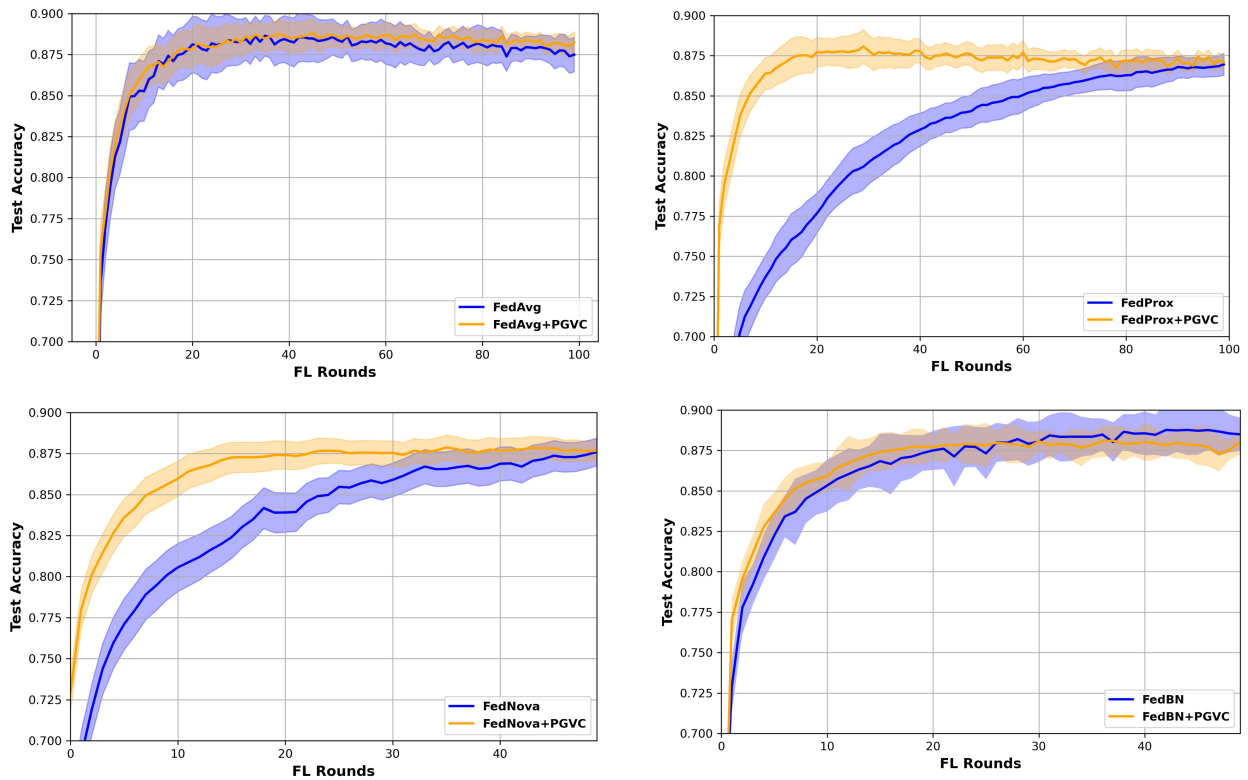 0.900
0.875
0.850
0.825
0.800
0.775
0.750
0.725
0.700
Test Accuracy
0 20 40 60 80 100
FL Rounds
FedAvg
FedAvg+PGVC
0.900
0.875
0.850
0.825
0.800
0.775
0.750
0.725
0.700
Test Accuracy
0 20 40 60 80 100
FL Rounds
FedProx
FedProx+PGVC
0.900
0.875
0.850
0.825
0.800
0.775
0.750
0.725
0.700
Test Accuracy
0 10 20 30 40
FL Rounds
FedNova
FedNova+PGVC
0.900
0.875
0.850
0.825
0.800
0.775
0.750
0.725
0.700
Test Accuracy
0 10 20 30 40
FL Rounds
FedBN
FedBN+PGVC